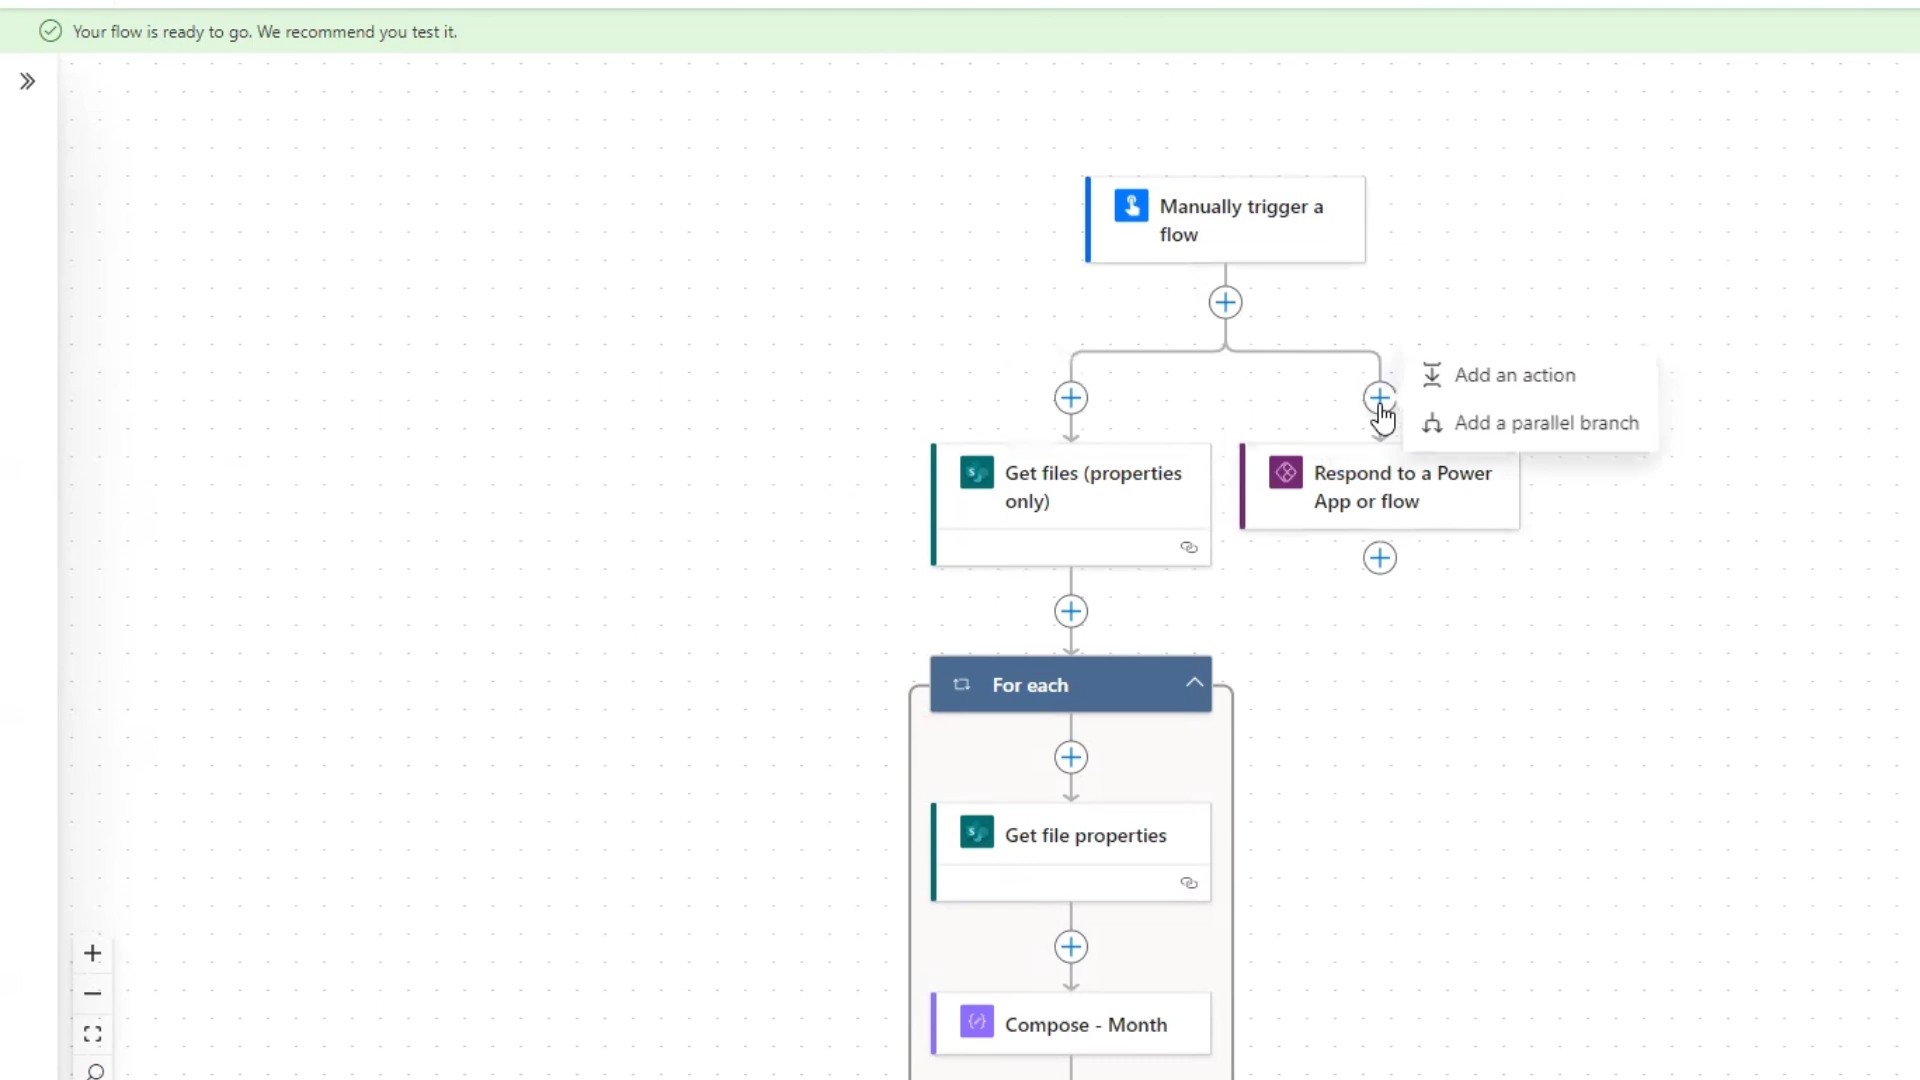 Your flow is ready to go. We recommend you test it.
Manually trigger a
flow
Add an action
Add a parallel branch
Get files (properties
only)
Respond to a Power
App or flow
For each
Get file properties
Compose - Month